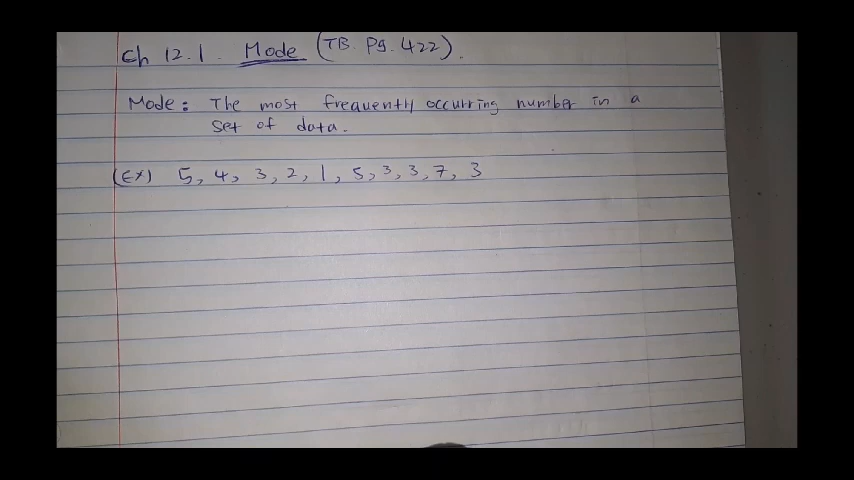 Ch 12.1. Mode (TB. Pg. 422).
Mode: The most frequently occurring number in a
set of data.
(Ex) 5, 4, 3, 2, 1, 5, 3, 3, 7, 3